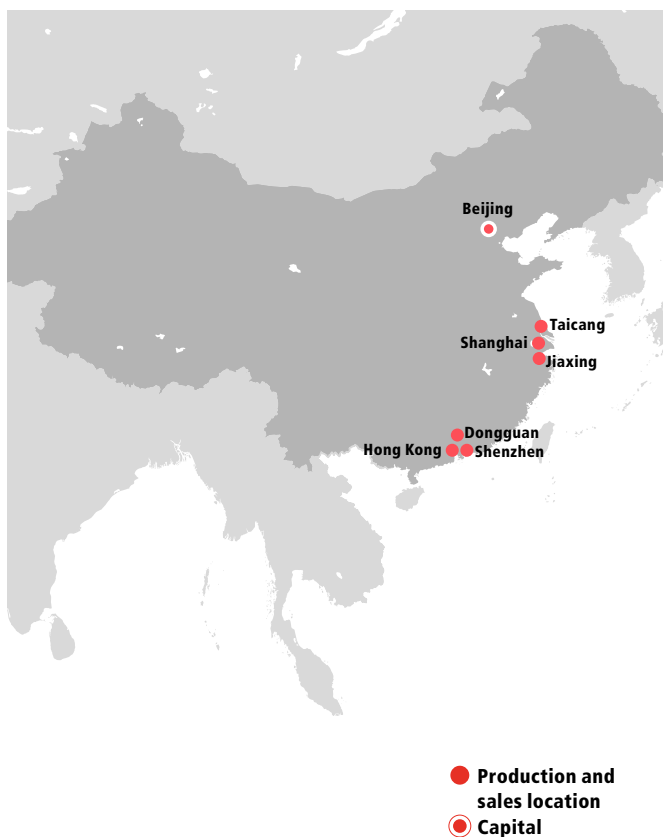 Beijing
Taicang
Shanghai
Jiaxing
Dongguan
Hong Kong
Shenzhen
Production and
sales location
Capital